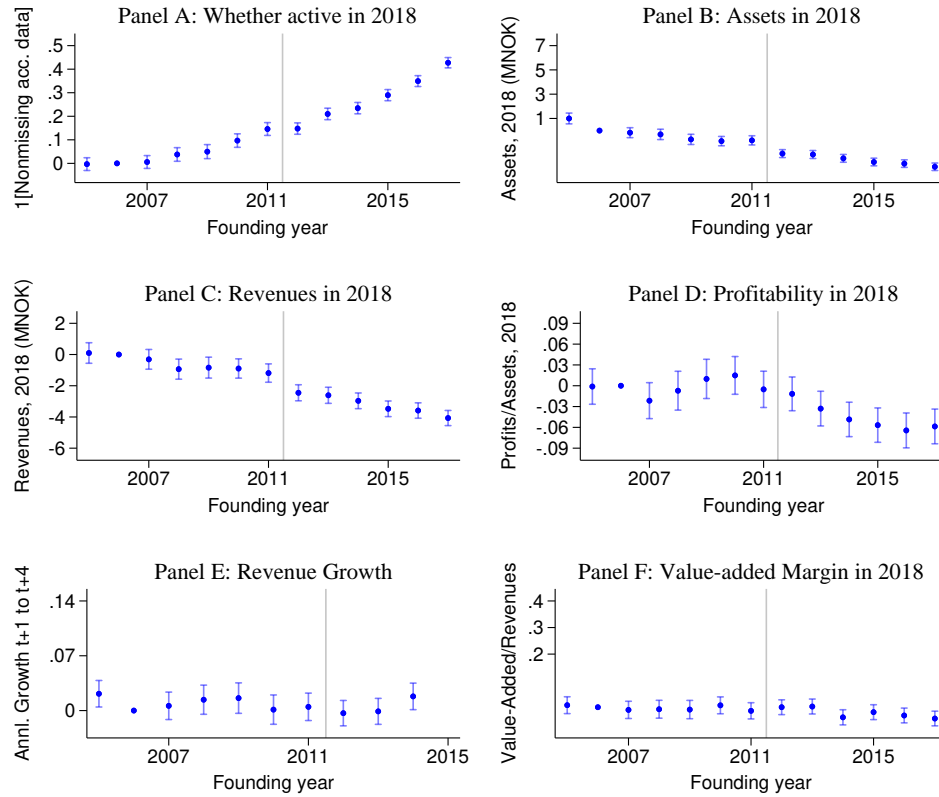 Panel A: Whether active in 2018
1[Nonmissing acc. data]
.5
.4
.3
.2
.1
0
2007
2011
2015
Founding year
Panel B: Assets in 2018
Assets, 2018 (MNOK)
7
5
3
1
2007
2011
2015
Founding year
Panel C: Revenues in 2018
Revenues, 2018 (MNOK)
2
0
-2
-4
-6
2007
2011
2015
Founding year
Panel D: Profitability in 2018
Profits/Assets, 2018
.09
.06
.03
0
-.03
-.06
-.09
2007
2011
2015
Founding year
Panel E: Revenue Growth
Annl. Growth t+1 to t+4
.14
.07
0
2007
2011
2015
Founding year
Panel F: Value-added Margin in 2018
Value-Added/Revenues
.4
.3
.2
2007
2011
2015
Founding year